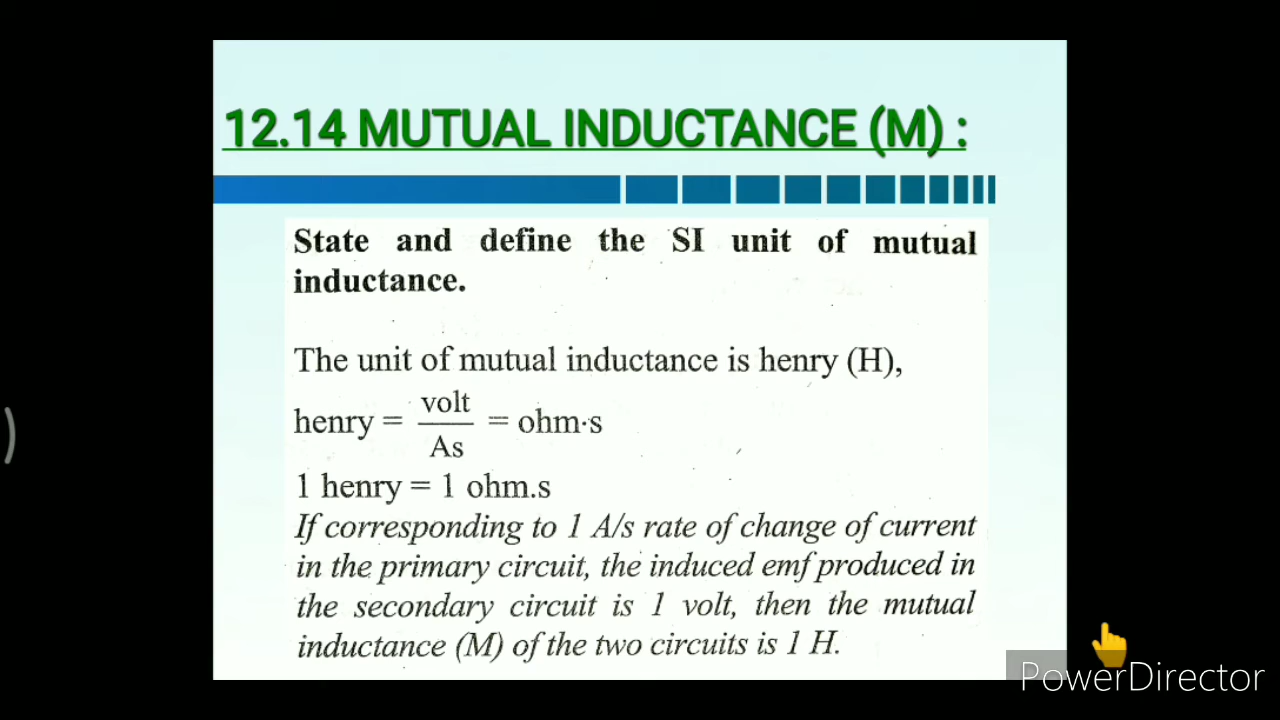 12.14 MUTUAL INDUCTANCE (M) :
State and define the SI unit of mutual
inductance.
The unit of mutual inductance is henry (H),
henry = volt/As = ohm·s
1 henry = 1 ohm.s
If corresponding to 1 A/s rate of change of current
in the primary circuit, the induced emf produced in
the secondary circuit is 1 volt, then the mutual
inductance (M) of the two circuits is 1 H.
PowerDirector